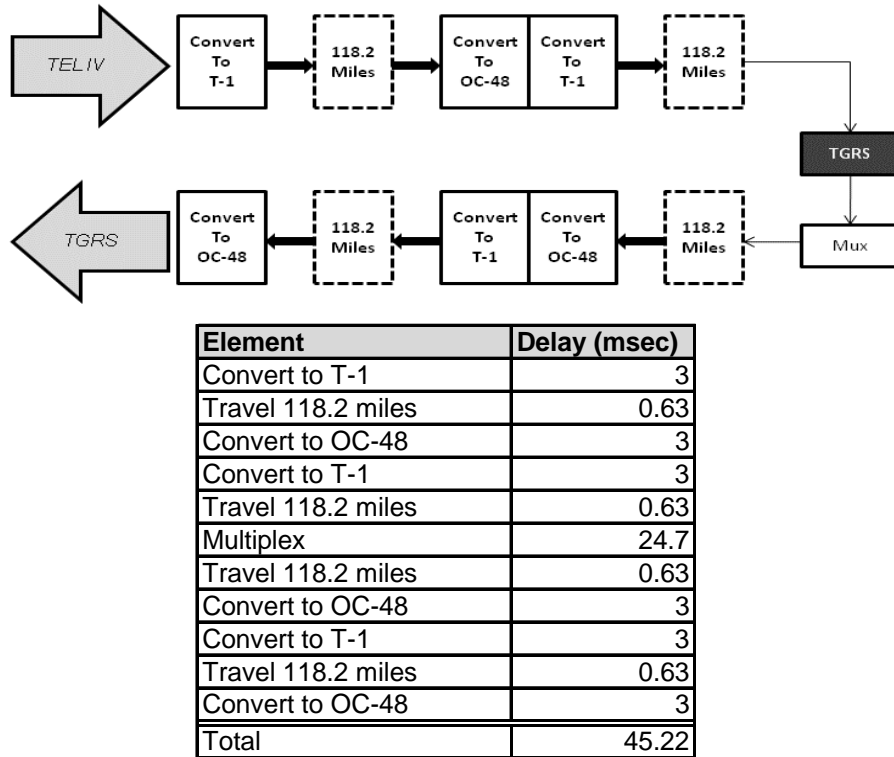 TELIV
Convert
To
T-1
118.2
Miles
Convert
To
OC-48
Convert
To
T-1
118.2
Miles
TGRS
Mux
TGRS
Convert
To
OC-48
118.2
Miles
Convert
To
T-1
Convert
To
OC-48
118.2
Miles
Element Delay (msec)
Convert to T-1 3
Travel 118.2 miles 0.63
Convert to OC-48 3
Convert to T-1 3
Travel 118.2 miles 0.63
Multiplex 24.7
Travel 118.2 miles 0.63
Convert to OC-48 3
Convert to T-1 3
Travel 118.2 miles 0.63
Convert to OC-48 3
Total 45.22